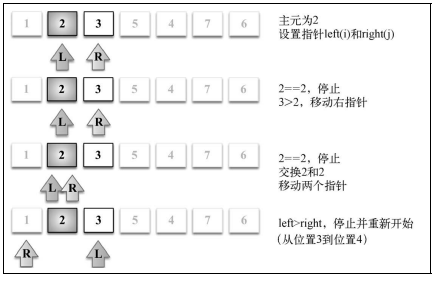 1 2 3 5 4 7 6
主元为2
设置指针left(i)和right(j)
L R
1 2 3 5 4 7 6
2==2，停止
3>2，移动右指针
L R
1 2 3 5 4 7 6
2==2，停止
交换2和2
移动两个指针
L R
1 2 3 5 4 7 6
left>right，停止并重新开始
（从位置3到位置4）
R L